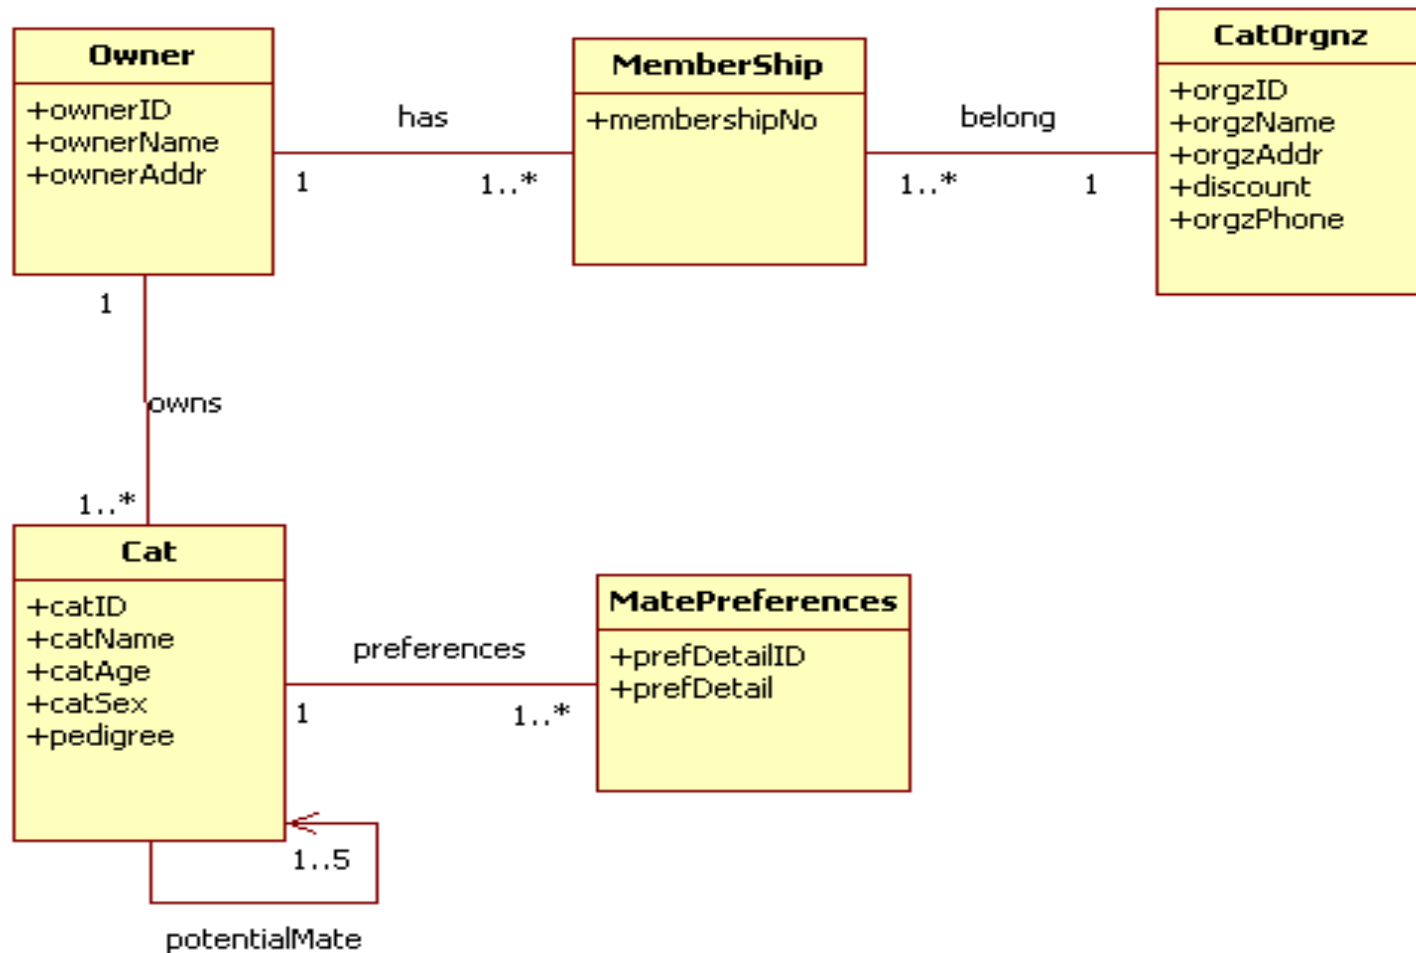 Owner
+ownerID
+ownerName
+ownerAddr
has
1
1..*
MemberShip
+membershipNo
belong
1..*
1
CatOrgnz
+orgzID
+orgzName
+orgzAddr
+discount
+orgzPhone
1
owns
1..*
Cat
+catID
+catName
+catAge
+catSex
+pedigree
preferences
1
1..*
MatePreferences
+prefDetailID
+prefDetail
1..5
potentialMate